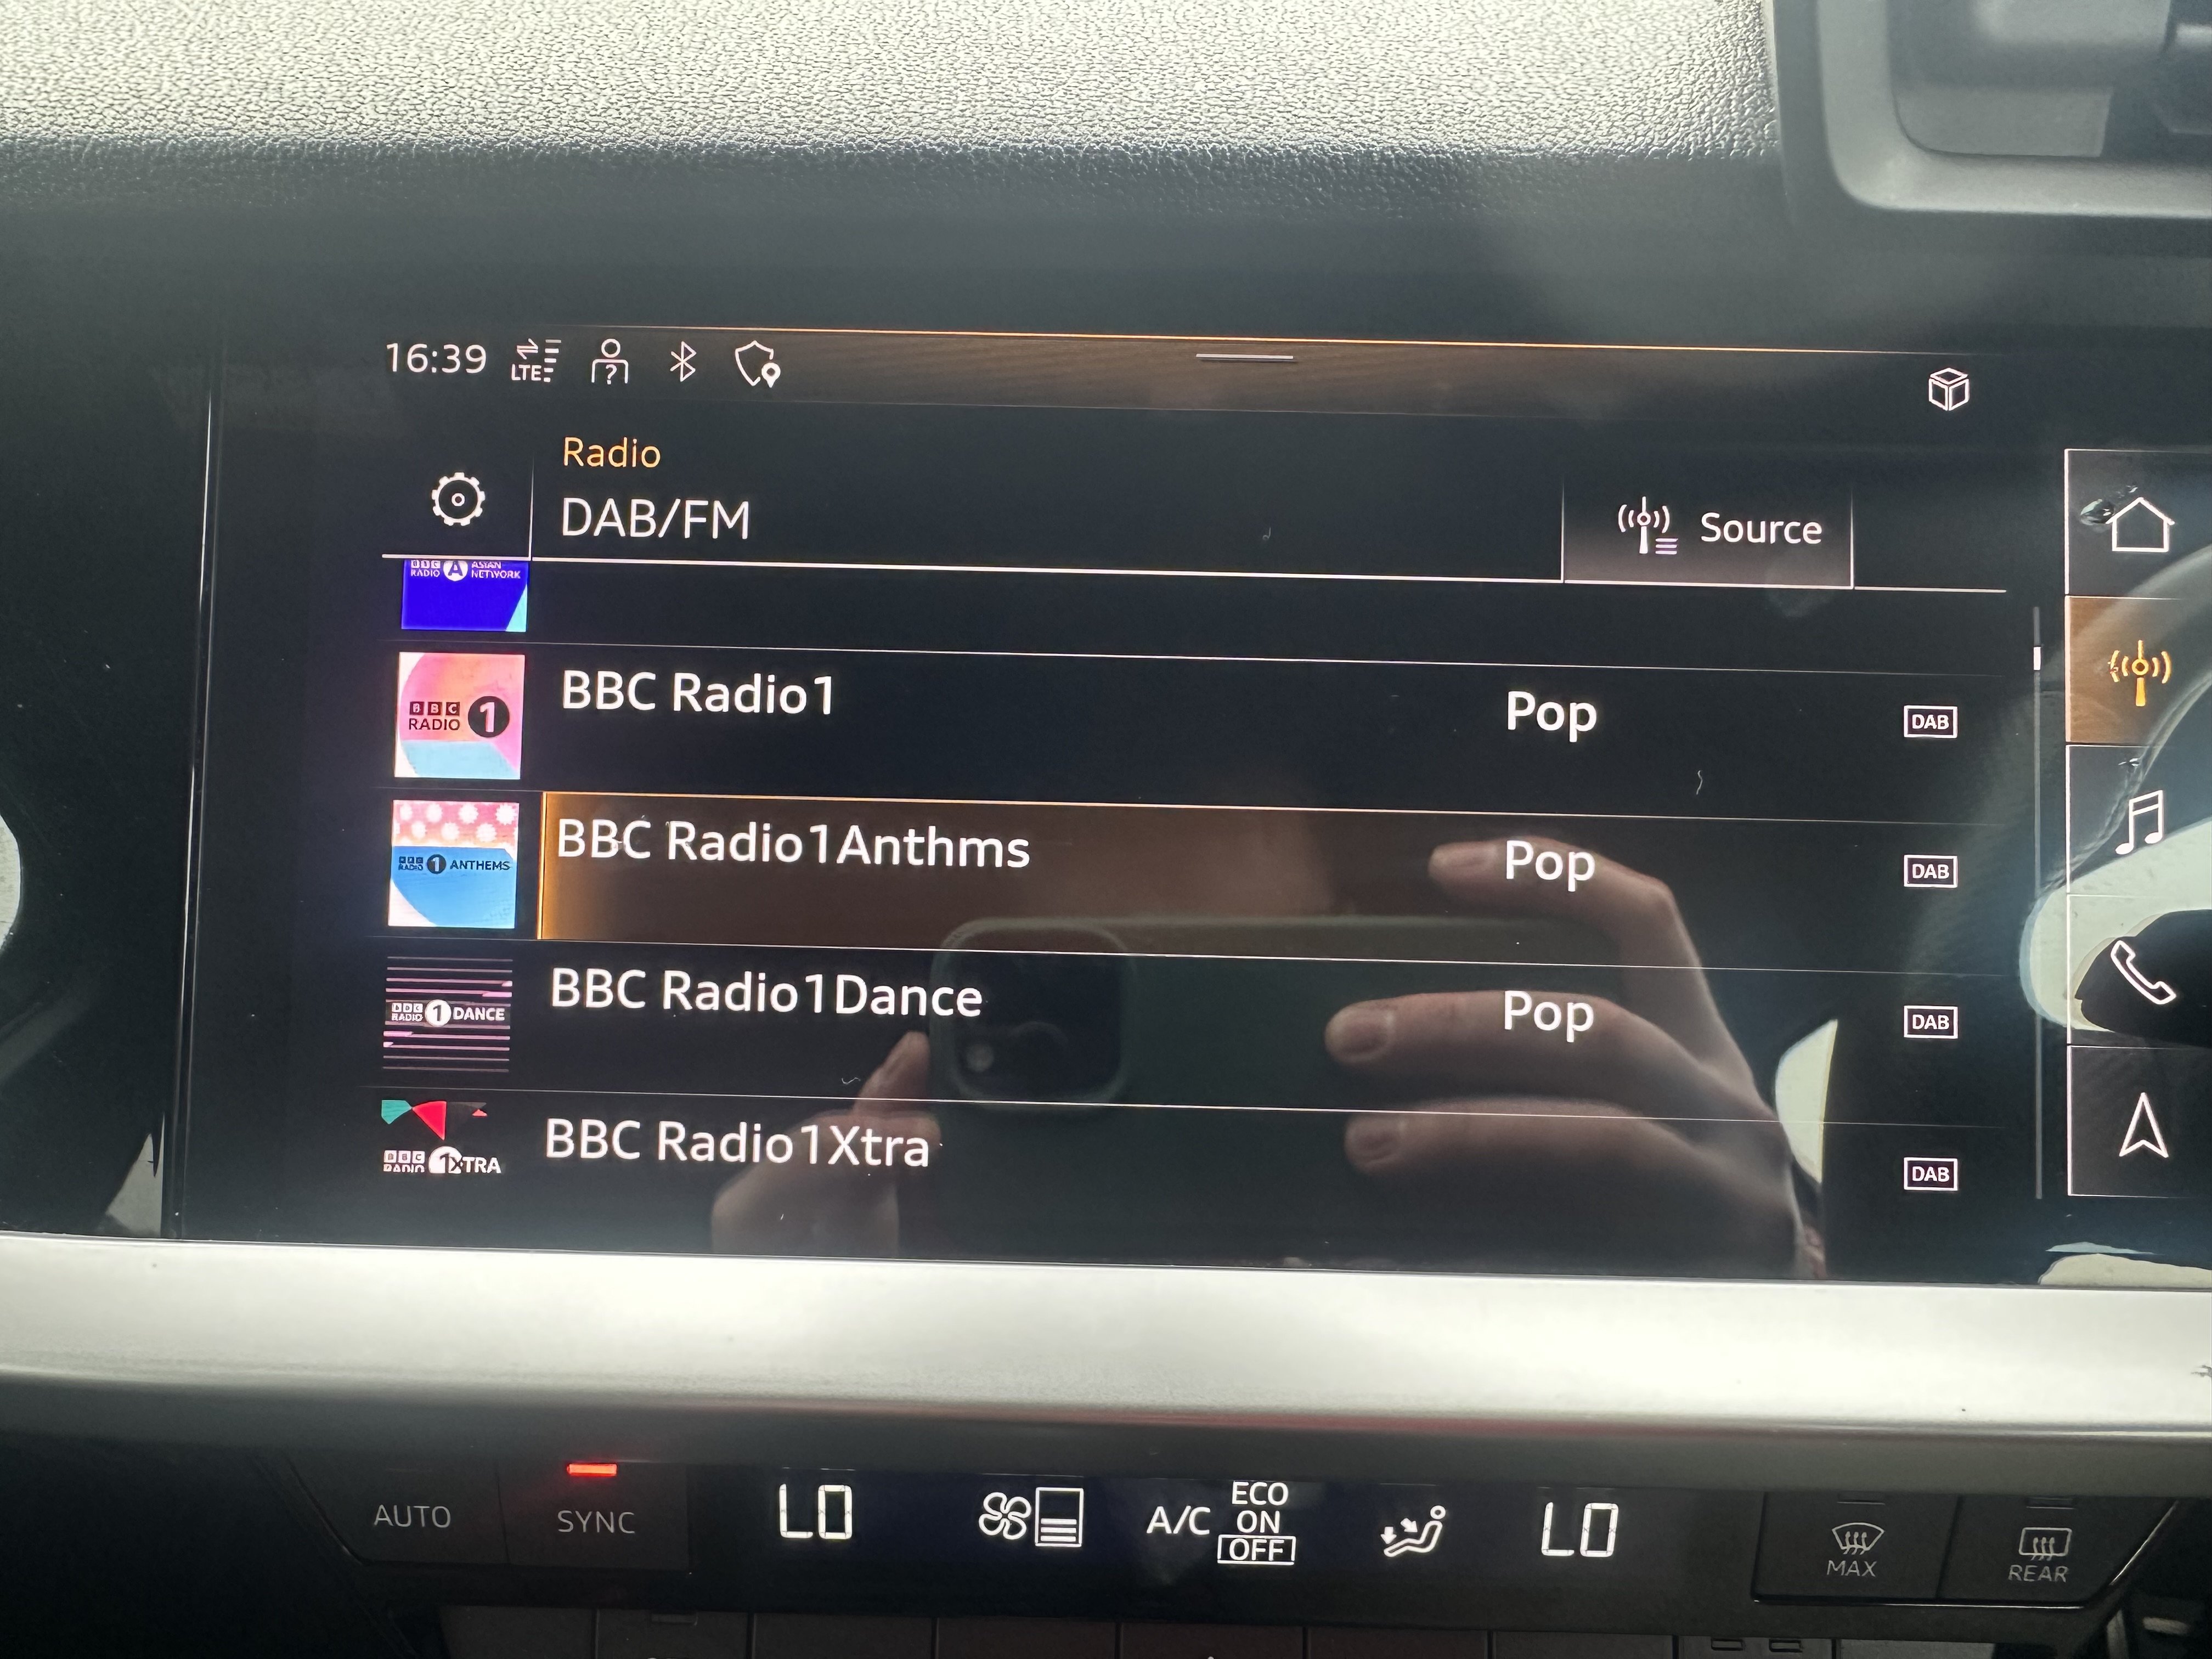 16:39
LTE
?
Radio
DAB/FM
Source
BBC RADIO A ASIAN NETWORK
BBC RADIO 1
BBC Radio1
Pop
DAB
BBC RADIO 1 ANTHEMS
BBC Radio1Anthms
Pop
DAB
BBC RADIO 1 DANCE
BBC Radio1Dance
Pop
DAB
BBC RADIO 1XTRA
BBC Radio1Xtra
DAB
AUTO
SYNC
LO
A/C
ECO
ON
OFF
LO
MAX
REAR